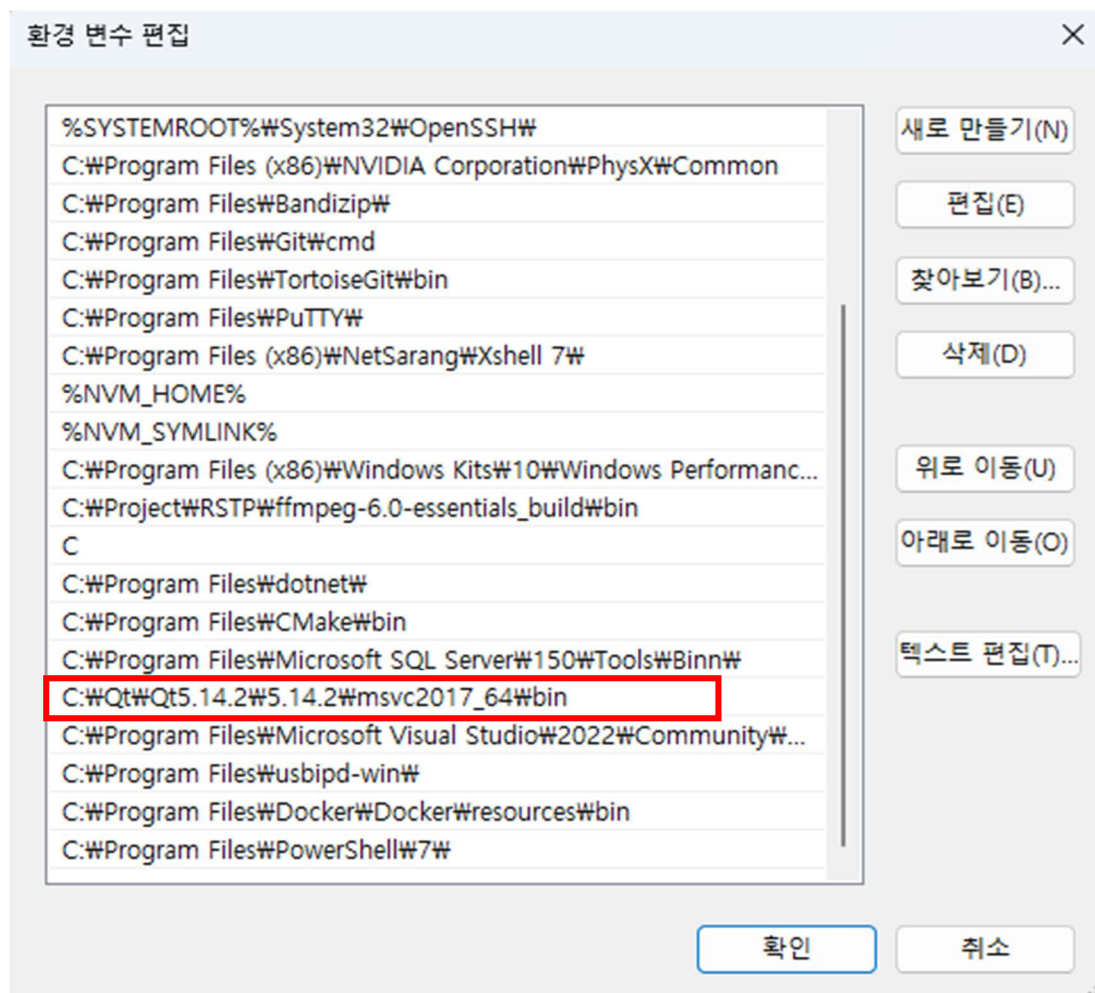 환경 변수 편집
%SYSTEMROOT%₩System32₩OpenSSH₩
C:₩Program Files (x86)₩NVIDIA Corporation₩PhysX₩Common
C:₩Program Files₩Bandizip₩
C:₩Program Files₩Git₩cmd
C:₩Program Files₩TortoiseGit₩bin
C:₩Program Files₩PuTTY₩
C:₩Program Files (x86)₩NetSarang₩Xshell 7₩
%NVM_HOME%
%NVM_SYMLINK%
C:₩Program Files (x86)₩Windows Kits₩10₩Windows Performanc...
C:₩Project₩RSTP₩ffmpeg-6.0-essentials_build₩bin
C
C:₩Program Files₩dotnet₩
C:₩Program Files₩CMake₩bin
C:₩Program Files₩Microsoft SQL Server₩150₩Tools₩Binn₩
C:₩Qt₩Qt5.14.2₩5.14.2₩msvc2017_64₩bin
C:₩Program Files₩Microsoft Visual Studio₩2022₩Community₩...
C:₩Program Files₩usbipd-win₩
C:₩Program Files₩Docker₩Docker₩resources₩bin
C:₩Program Files₩PowerShell₩7₩
새로 만들기(N)
편집(E)
찾아보기(B)...
삭제(D)
위로 이동(U)
아래로 이동(O)
텍스트 편집(T)...
확인
취소